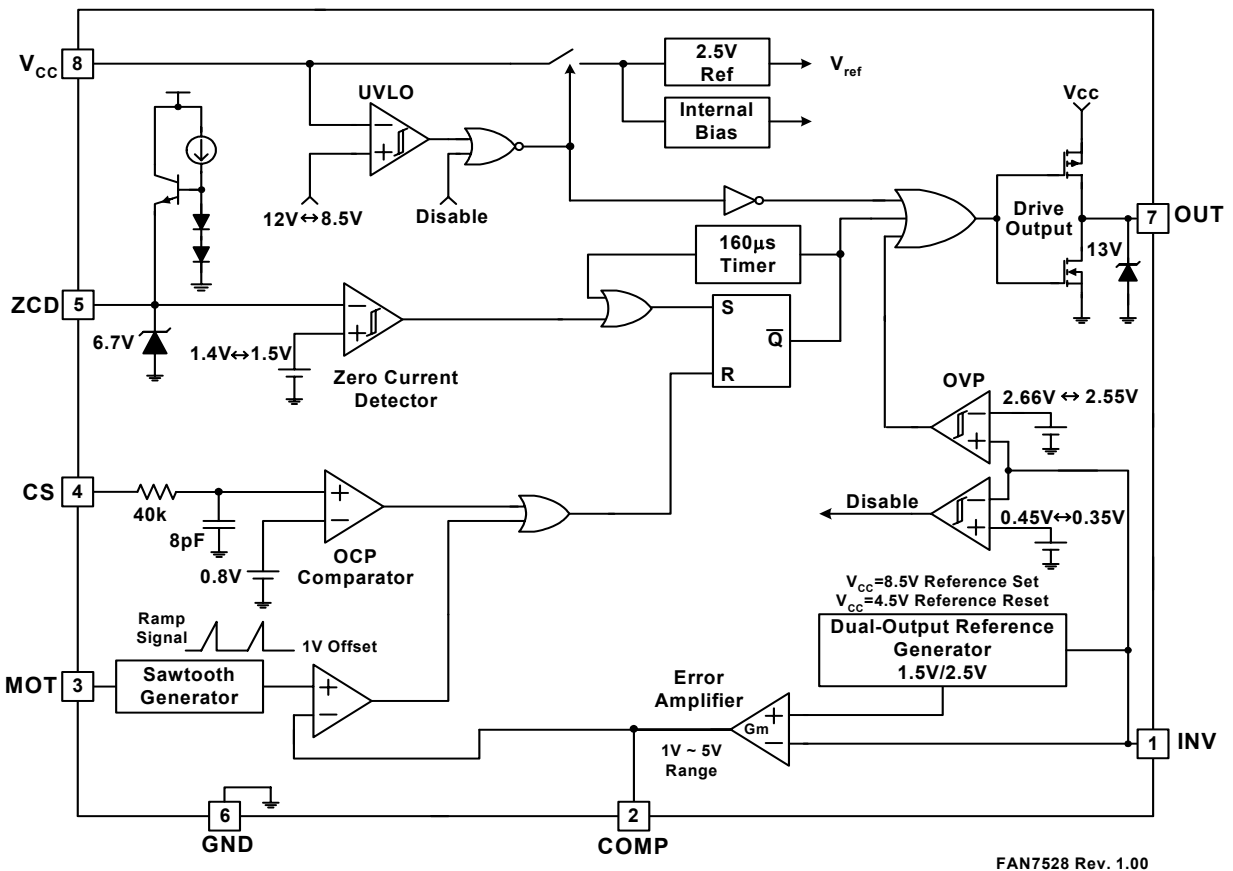 VCC
8
2.5V
Ref
Vref
UVLO
Internal
Bias
Vcc
12V↔8.5V
Disable
Drive
Output
7
OUT
160µs
Timer
13V
ZCD
5
S
Q
R
6.7V
1.4V↔1.5V
Zero Current
Detector
OVP
2.66V ↔ 2.55V
CS
4
40k
8pF
OCP
Comparator
0.8V
Disable
0.45V↔0.35V
VCC=8.5V Reference Set
VCC=4.5V Reference Reset
Dual-Output Reference
Generator
1.5V/2.5V
Ramp
Signal
1V Offset
MOT
3
Sawtooth
Generator
Error
Amplifier
Gm
1V ~ 5V
Range
1
INV
6
GND
2
COMP
FAN7528 Rev. 1.00